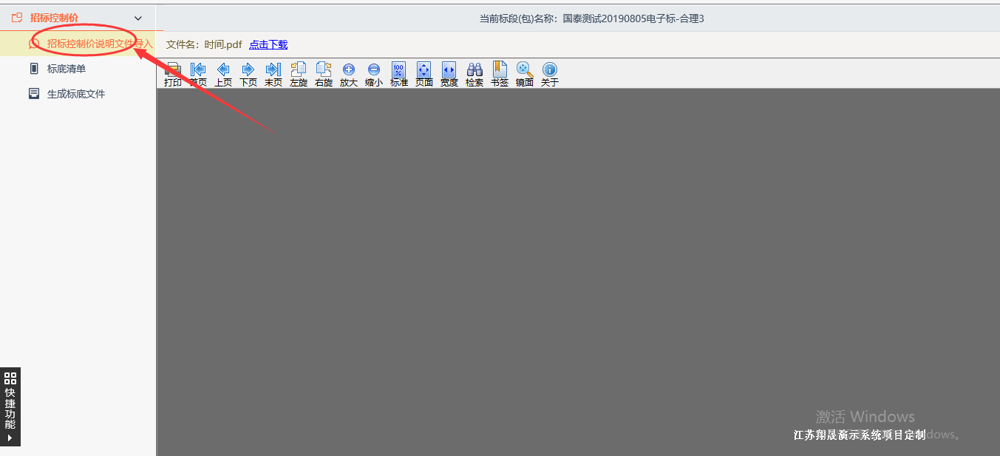 招标控制价
当前标段(包)名称：国泰测试20190805电子标-合理3
招标控制价说明文件导入
文件名：时间.pdf 点击下载
标底清单
生成标底文件
100%
打印 首页 上页 下页 末页 左旋 右旋 放大 缩小 标准 页面 宽度 检索 书签 镜面 关于
快捷功能
激活 Windows
江苏翔晟演示系统项目定制
dows。